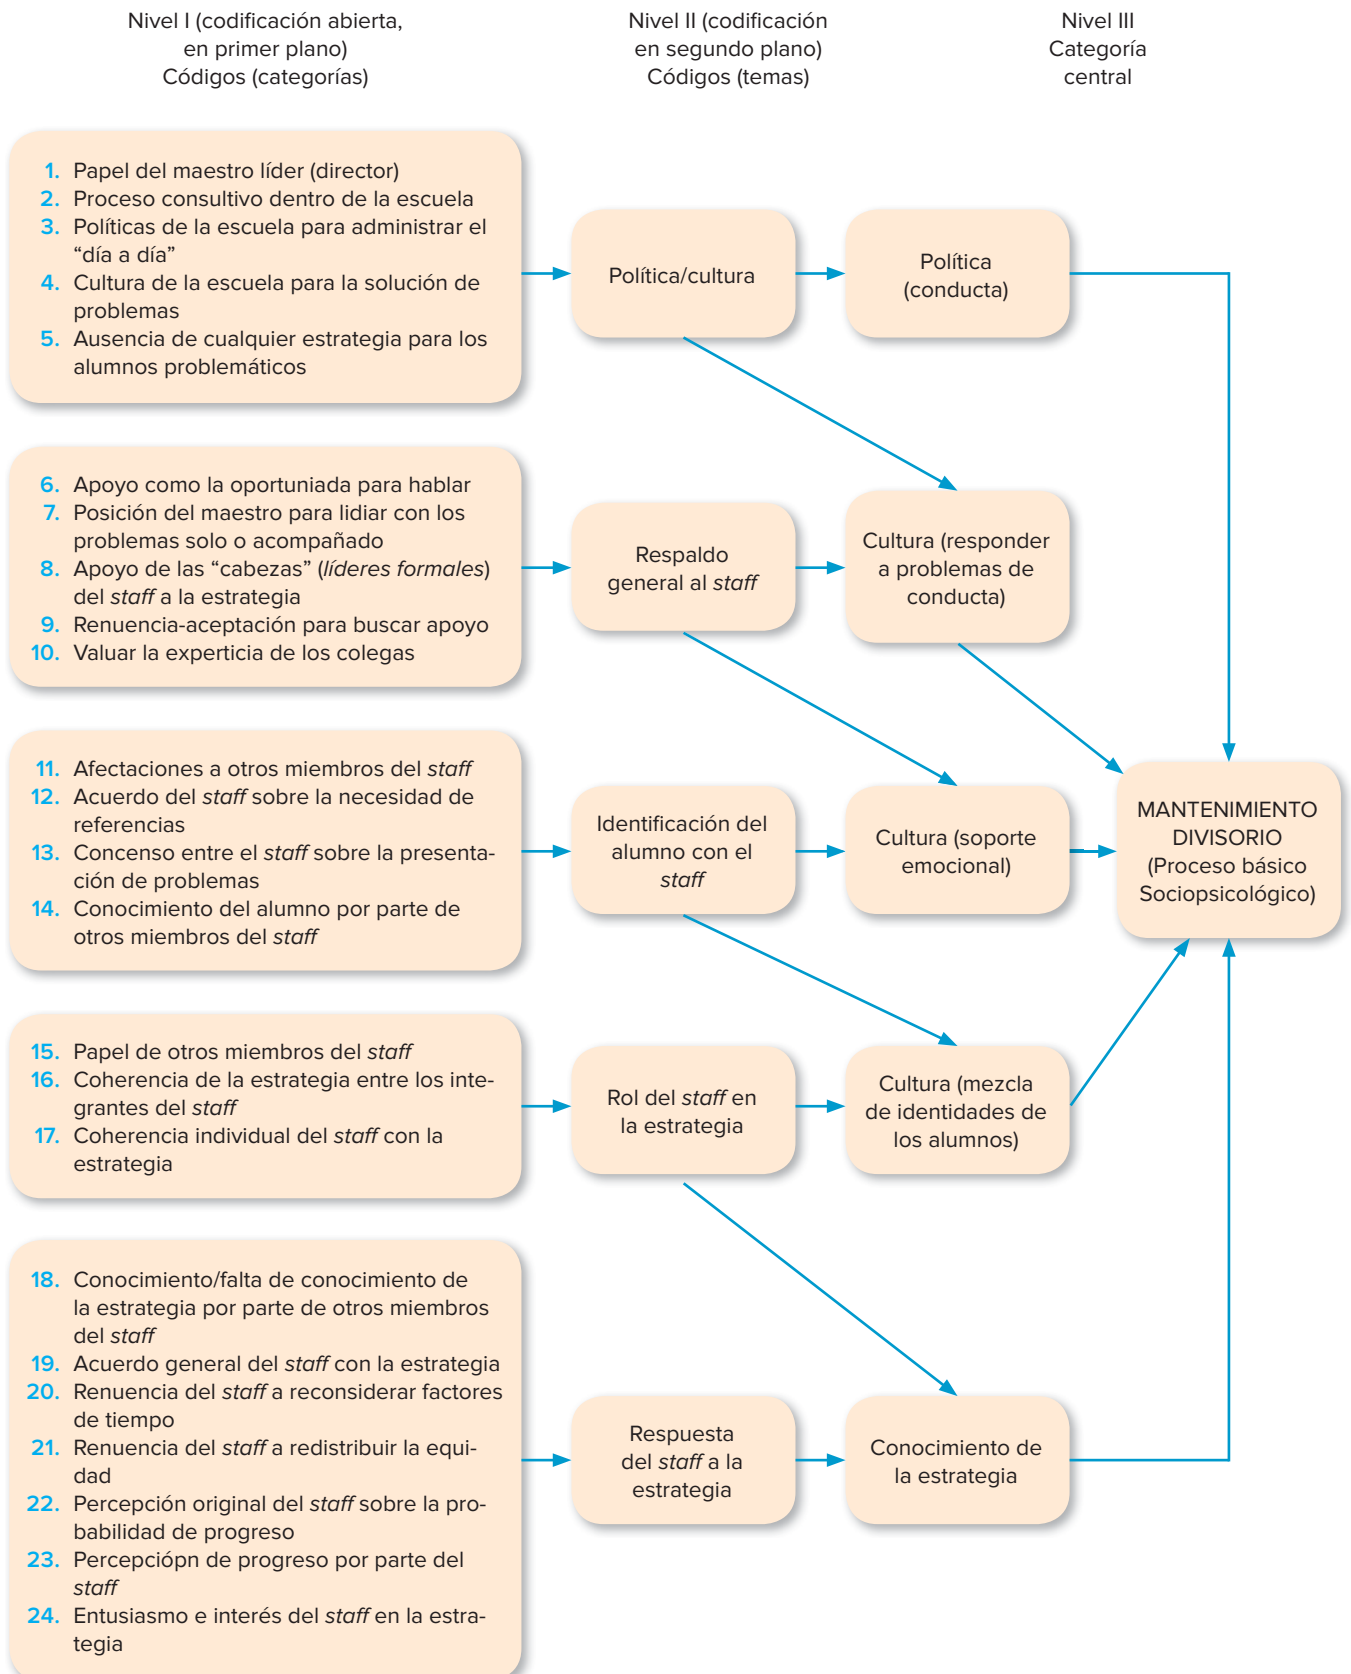 Nivel I (codificación abierta,
en primer plano)
Códigos (categorías)
Nivel II (codificación
en segundo plano)
Códigos (temas)
Nivel III
Categoría
central
1. Papel del maestro líder (director)
2. Proceso consultivo dentro de la escuela
3. Políticas de la escuela para administrar el
“día a día”
4. Cultura de la escuela para la solución de
problemas
5. Ausencia de cualquier estrategia para los
alumnos problemáticos
Política/cultura
Política
(conducta)
6. Apoyo como la oportuniada para hablar
7. Posición del maestro para lidiar con los
problemas solo o acompañado
8. Apoyo de las “cabezas” (líderes formales)
del staff a la estrategia
9. Renuencia-aceptación para buscar apoyo
10. Valuar la experticia de los colegas
Respaldo
general al staff
Cultura (responder
a problemas de
conducta)
11. Afectaciones a otros miembros del staff
12. Acuerdo del staff sobre la necesidad de
referencias
13. Concenso entre el staff sobre la presenta-
ción de problemas
14. Conocimiento del alumno por parte de
otros miembros del staff
Identificación del
alumno con el
staff
Cultura (soporte
emocional)
MANTENIMIENTO
DIVISORIO
(Proceso básico
Sociopsicológico)
15. Papel de otros miembros del staff
16. Coherencia de la estrategia entre los inte-
grantes del staff
17. Coherencia individual del staff con la
estrategia
Rol del staff en
la estrategia
Cultura (mezcla
de identidades de
los alumnos)
18. Conocimiento/falta de conocimiento de
la estrategia por parte de otros miembros
del staff
19. Acuerdo general del staff con la estrategia
20. Renuencia del staff a reconsiderar factores
de tiempo
21. Renuencia del staff a redistribuir la equi-
dad
22. Percepción original del staff sobre la pro-
babilidad de progreso
23. Percepciópn de progreso por parte del
staff
24. Entusiasmo e interés del staff en la estra-
tegia
Respuesta
del staff a la
estrategia
Conocimiento de
la estrategia